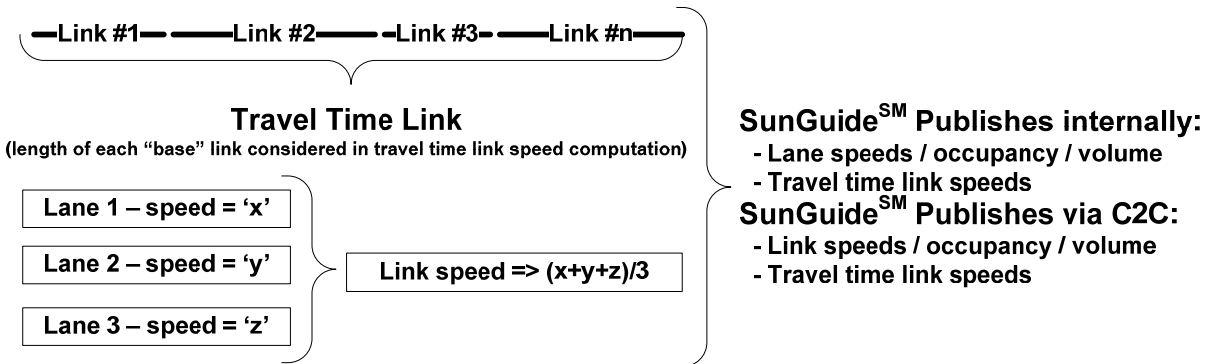 Link #1 Link #2 Link #3 Link #n
Travel Time Link
(length of each “base” link considered in travel time link speed computation)
Lane 1 – speed = ‘x’
Lane 2 – speed = ‘y’
Lane 3 – speed = ‘z’
Link speed => (x+y+z)/3
SunGuideSM Publishes internally:
- Lane speeds / occupancy / volume
- Travel time link speeds
SunGuideSM Publishes via C2C:
- Link speeds / occupancy / volume
- Travel time link speeds